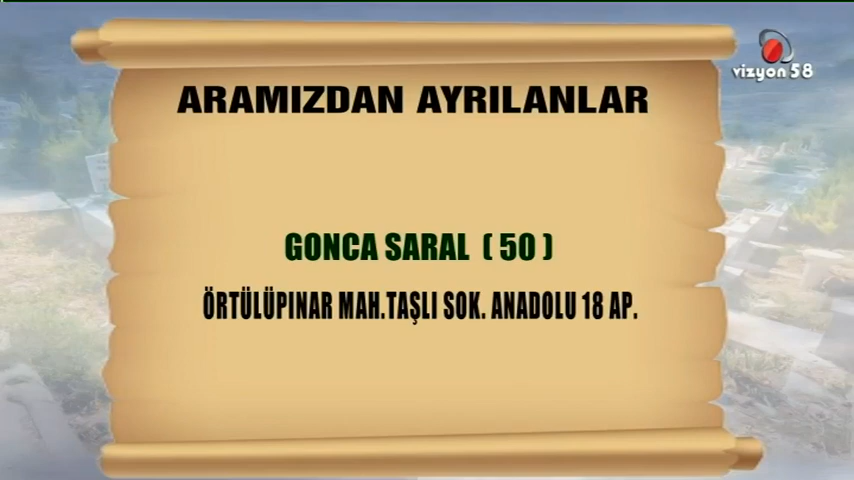 vizyon 58
ARAMIZDAN AYRILANLAR
GONCA SARAL ( 50 )
ÖRTÜLÜPINAR MAH.TAŞLI SOK. ANADOLU 18 AP.